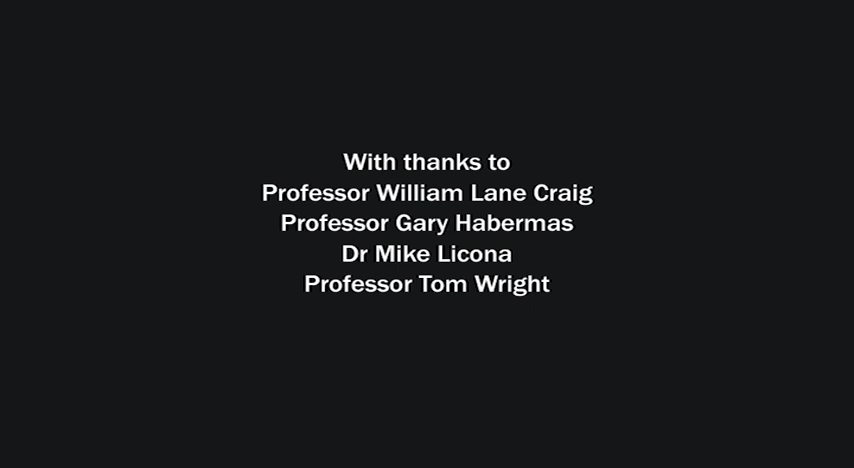 With thanks to
Professor William Lane Craig
Professor Gary Habermas
Dr Mike Licona
Professor Tom Wright